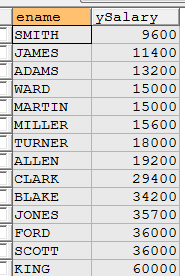 ename ySalary
SMITH 9600
JAMES 11400
ADAMS 13200
WARD 15000
MARTIN 15000
MILLER 15600
TURNER 18000
ALLEN 19200
CLARK 29400
BLAKE 34200
JONES 35700
FORD 36000
SCOTT 36000
KING 60000